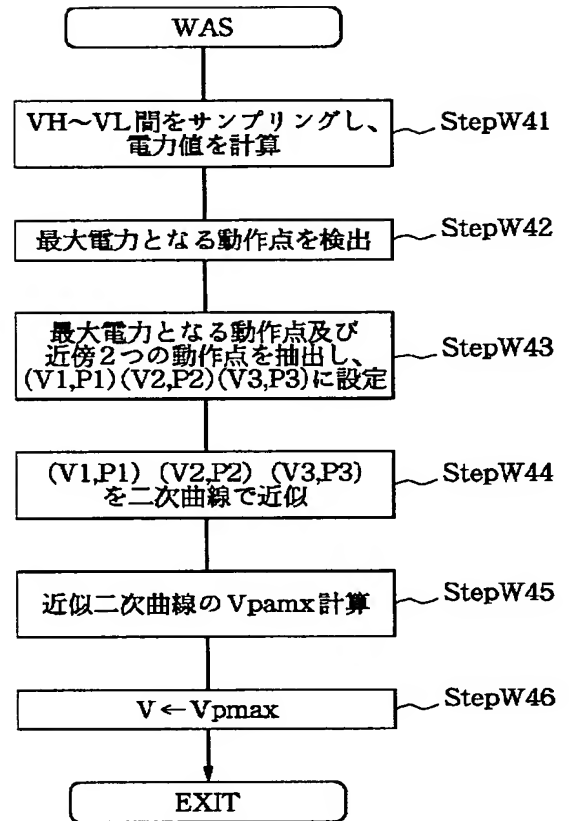 WAS
VH～VL間をサンプリングし、
電力値を計算
StepW41
最大電力となる動作点を検出
StepW42
最大電力となる動作点及び
近傍２つの動作点を抽出し、
(V1,P1)(V2,P2)(V3,P3)に設定
StepW43
(V1,P1) (V2,P2) (V3,P3)
を二次曲線で近似
StepW44
近似二次曲線のVpamx計算
StepW45
V←Vpmax
StepW46
EXIT